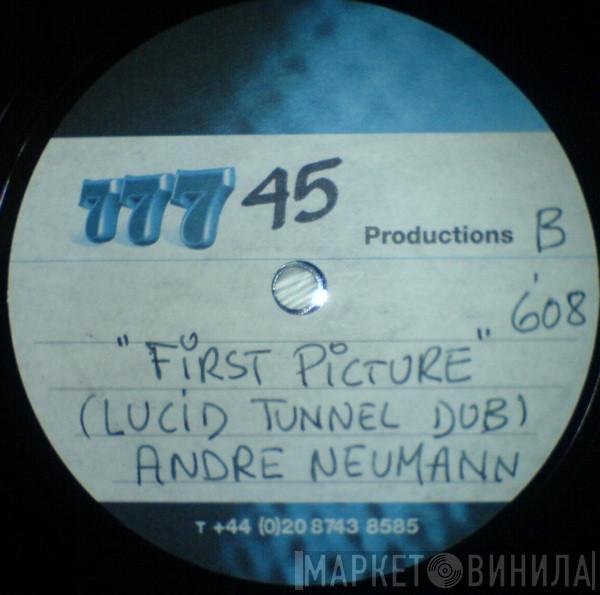 777 45
Productions B
608
"FiRST PiCTURE"
(LUCiD TUNNEL DUB)
ANDRE NEUMANN
T +44 (0)20 8743 8585
МАРКЕТ ВИНИЛА